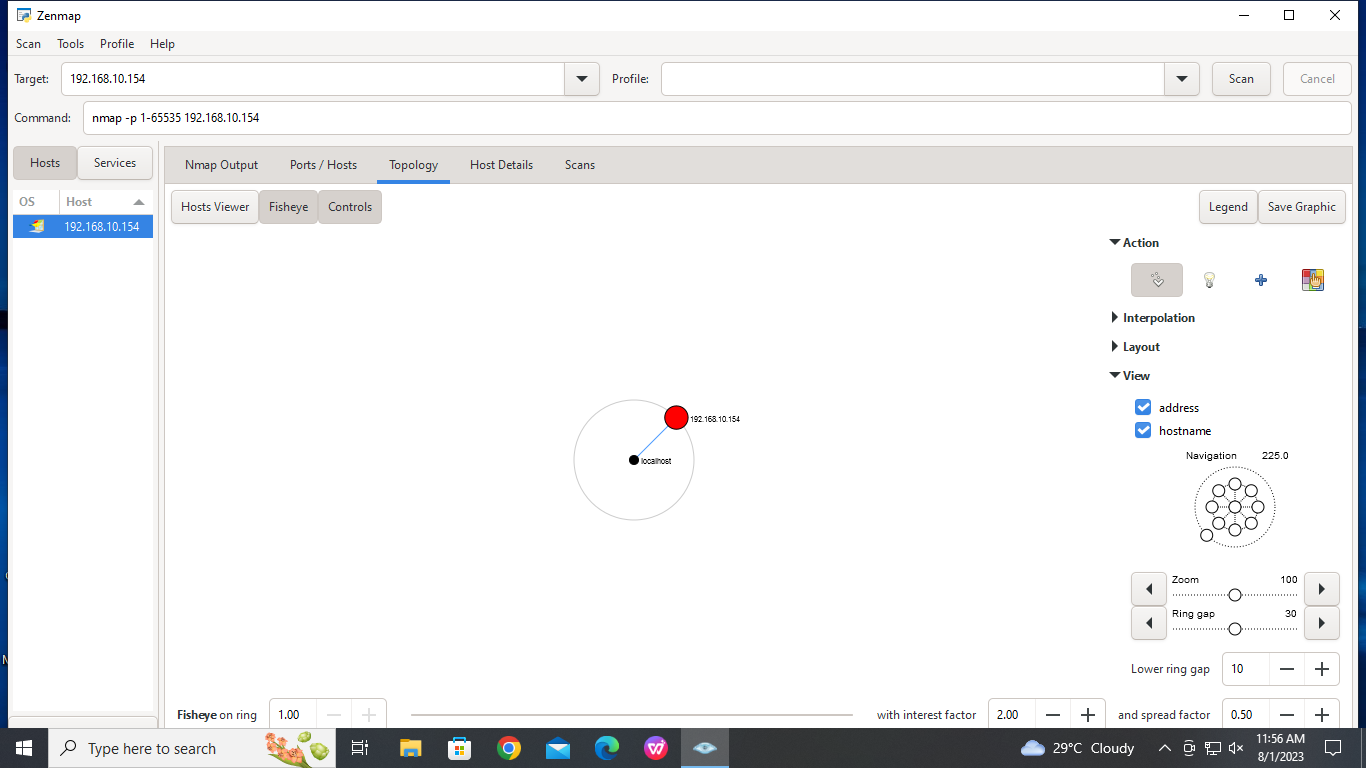 Zenmap
Scan Tools Profile Help
Target: 192.168.10.154 Profile: Scan Cancel
Command: nmap -p 1-65535 192.168.10.154
Hosts Services
Nmap Output Ports / Hosts Topology Host Details Scans
OS Host
192.168.10.154
Hosts Viewer Fisheye Controls Legend Save Graphic
Action
Interpolation
Layout
View
address
hostname
Navigation 225.0
192.168.10.154
localhost
Zoom 100
Ring gap 30
Lower ring gap 10
Fisheye on ring 1.00 with interest factor 2.00 and spread factor 0.50
Type here to search
29°C Cloudy
11:56 AM
8/1/2023